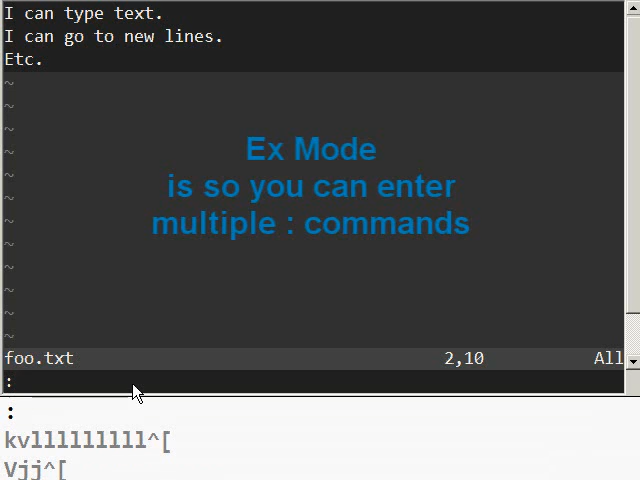 I can type text.
I can go to new lines.
Etc.
~
~
~
~
~
~
~
~
~
~
~
~
Ex Mode
is so you can enter
multiple : commands
foo.txt 2,10 All
:
:
kvlllllllll^[
Vjj^[